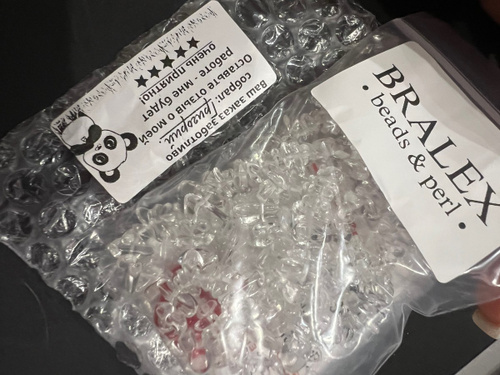 Ваш заказ заботливо
собрал: Григорий.
Оставьте отзыв о моей
работе - мне будет
очень приятно!
BRALEX
• beads & perl •